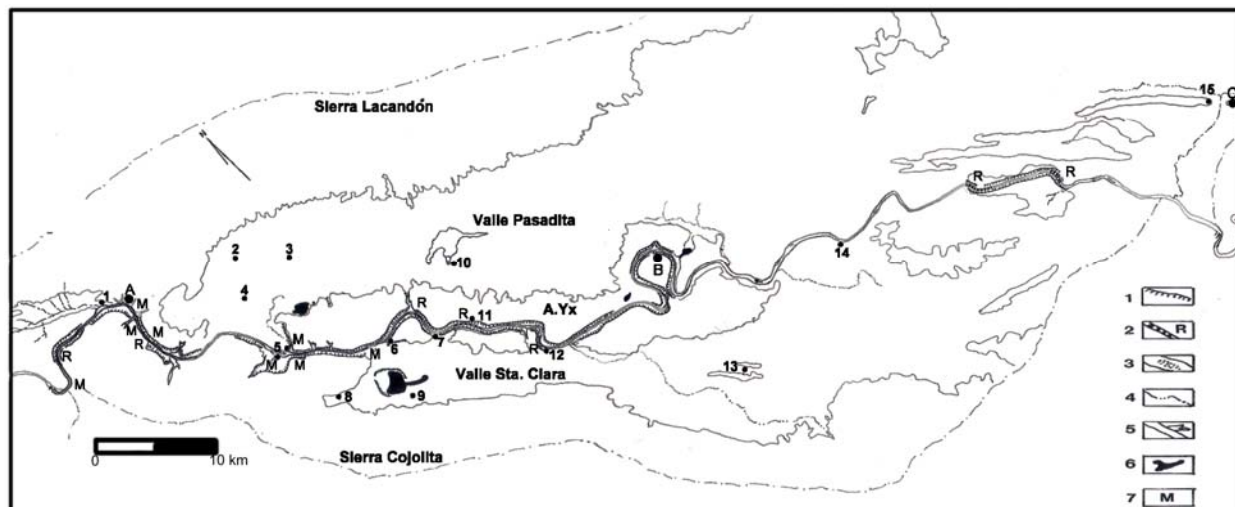 15
C
Sierra Lacandón
N
R
R
Valle Pasadita
2
3
10
14
B
4
1
A
M
A.Yx
R
R
11
1
M
M
R
M
5
6
7
R
12
2
R
R
M
M
M
3
M
Valle Sta. Clara
13
4
8
9
5
0
10 km
Sierra Cojolita
6
7
M